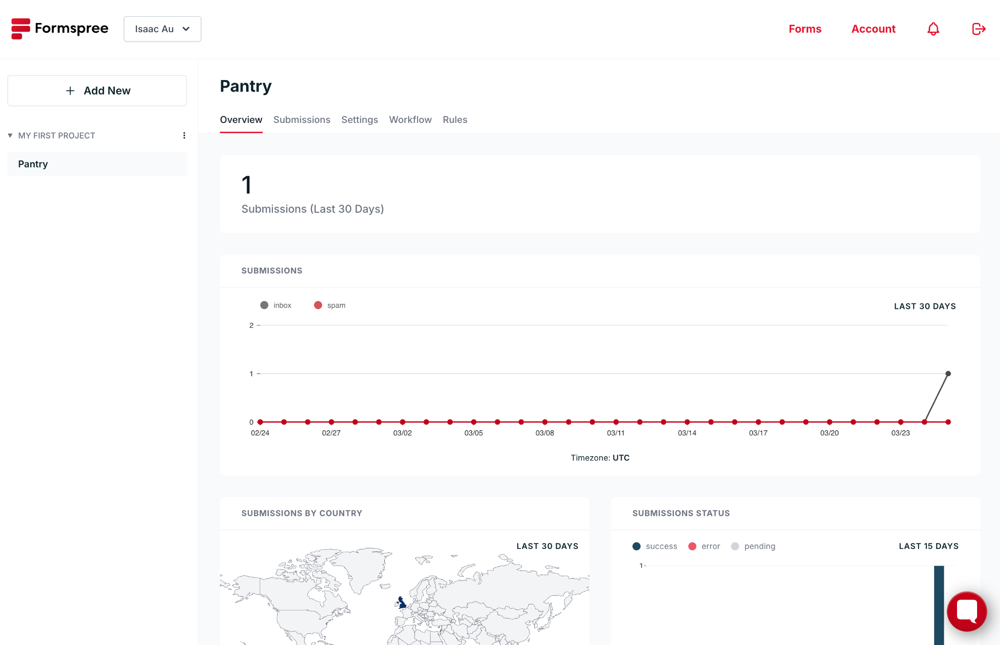 Formspree
Isaac Au
Forms
Account
Add New
MY FIRST PROJECT
Pantry
Pantry
Overview
Submissions
Settings
Workflow
Rules
1
Submissions (Last 30 Days)
SUBMISSIONS
inbox
spam
LAST 30 DAYS
2
1
0
02/24
02/27
03/02
03/05
03/08
03/11
03/14
03/17
03/20
03/23
Timezone: UTC
SUBMISSIONS BY COUNTRY
LAST 30 DAYS
SUBMISSIONS STATUS
success
error
pending
LAST 15 DAYS
1